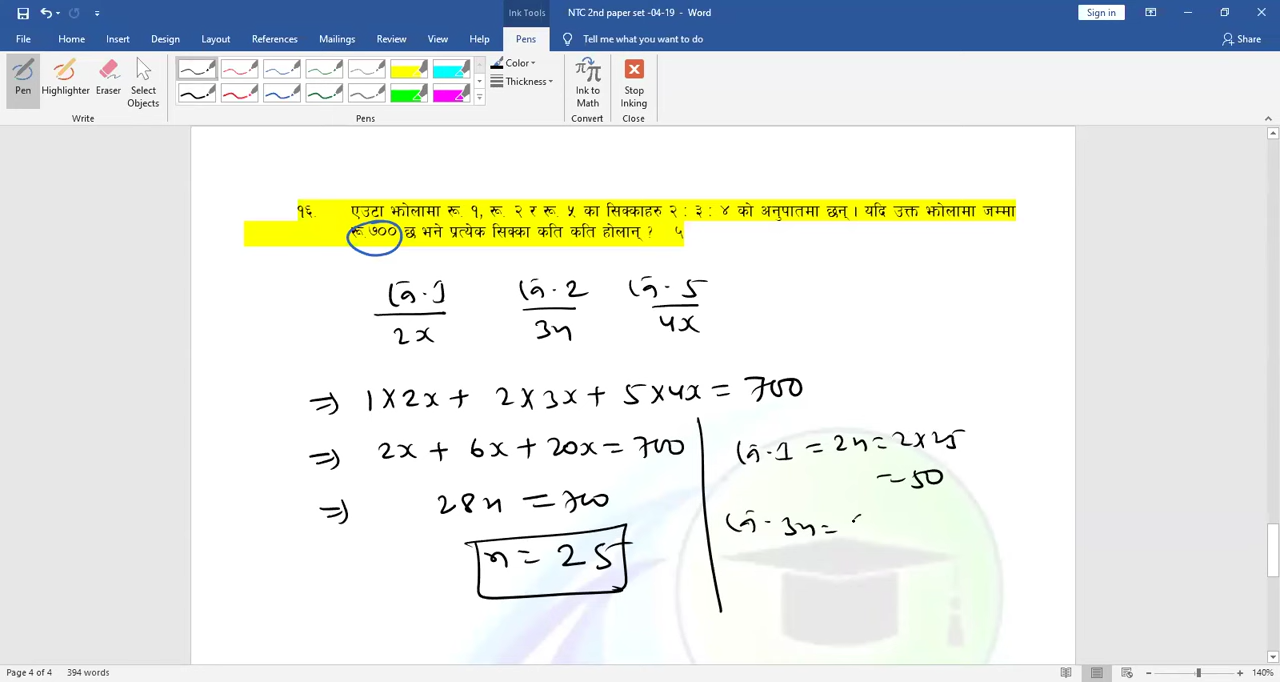 NTC 2nd paper set -04-19 - Word
Ink Tools
Sign in
File Home Insert Design Layout References Mailings Review View Help Pens Tell me what you want to do Share
Pen Highlighter Eraser Select Objects
Color
Thickness
Ink to Math
Stop Inking
Write Pens Convert Close
१६. एउटा झोलामा रू १, रू २ र रू ५ का सिक्काहरु २ : ३ : ४ को अनुपातमा छन् । यदि उक्त झोलामा जम्मा
रू ७०० छ भने प्रत्येक सिक्का कति कति होलान् ? ५
रु. 1 रु. 2 रु. 5
2x 3x 4x
⇒ 1×2x + 2×3x + 5×4x = 700
⇒ 2x + 6x + 20x = 700
⇒ 28x = 700
x = 25
रु. 1 = 2x = 2×25
= 50
रु. 3x =
Page 4 of 4 394 words 140%